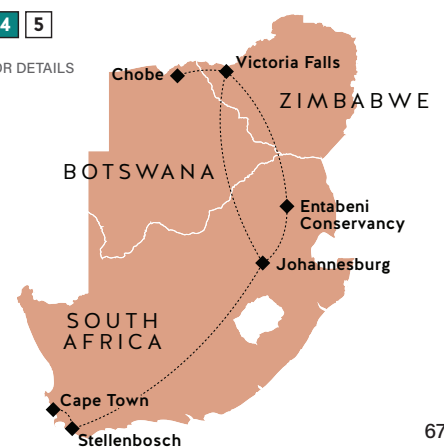 4 5
OR DETAILS
Chobe
Victoria Falls
ZIMBABWE
BOTSWANA
Entabeni
Conservancy
Johannesburg
SOUTH
AFRICA
Cape Town
Stellenbosch
67